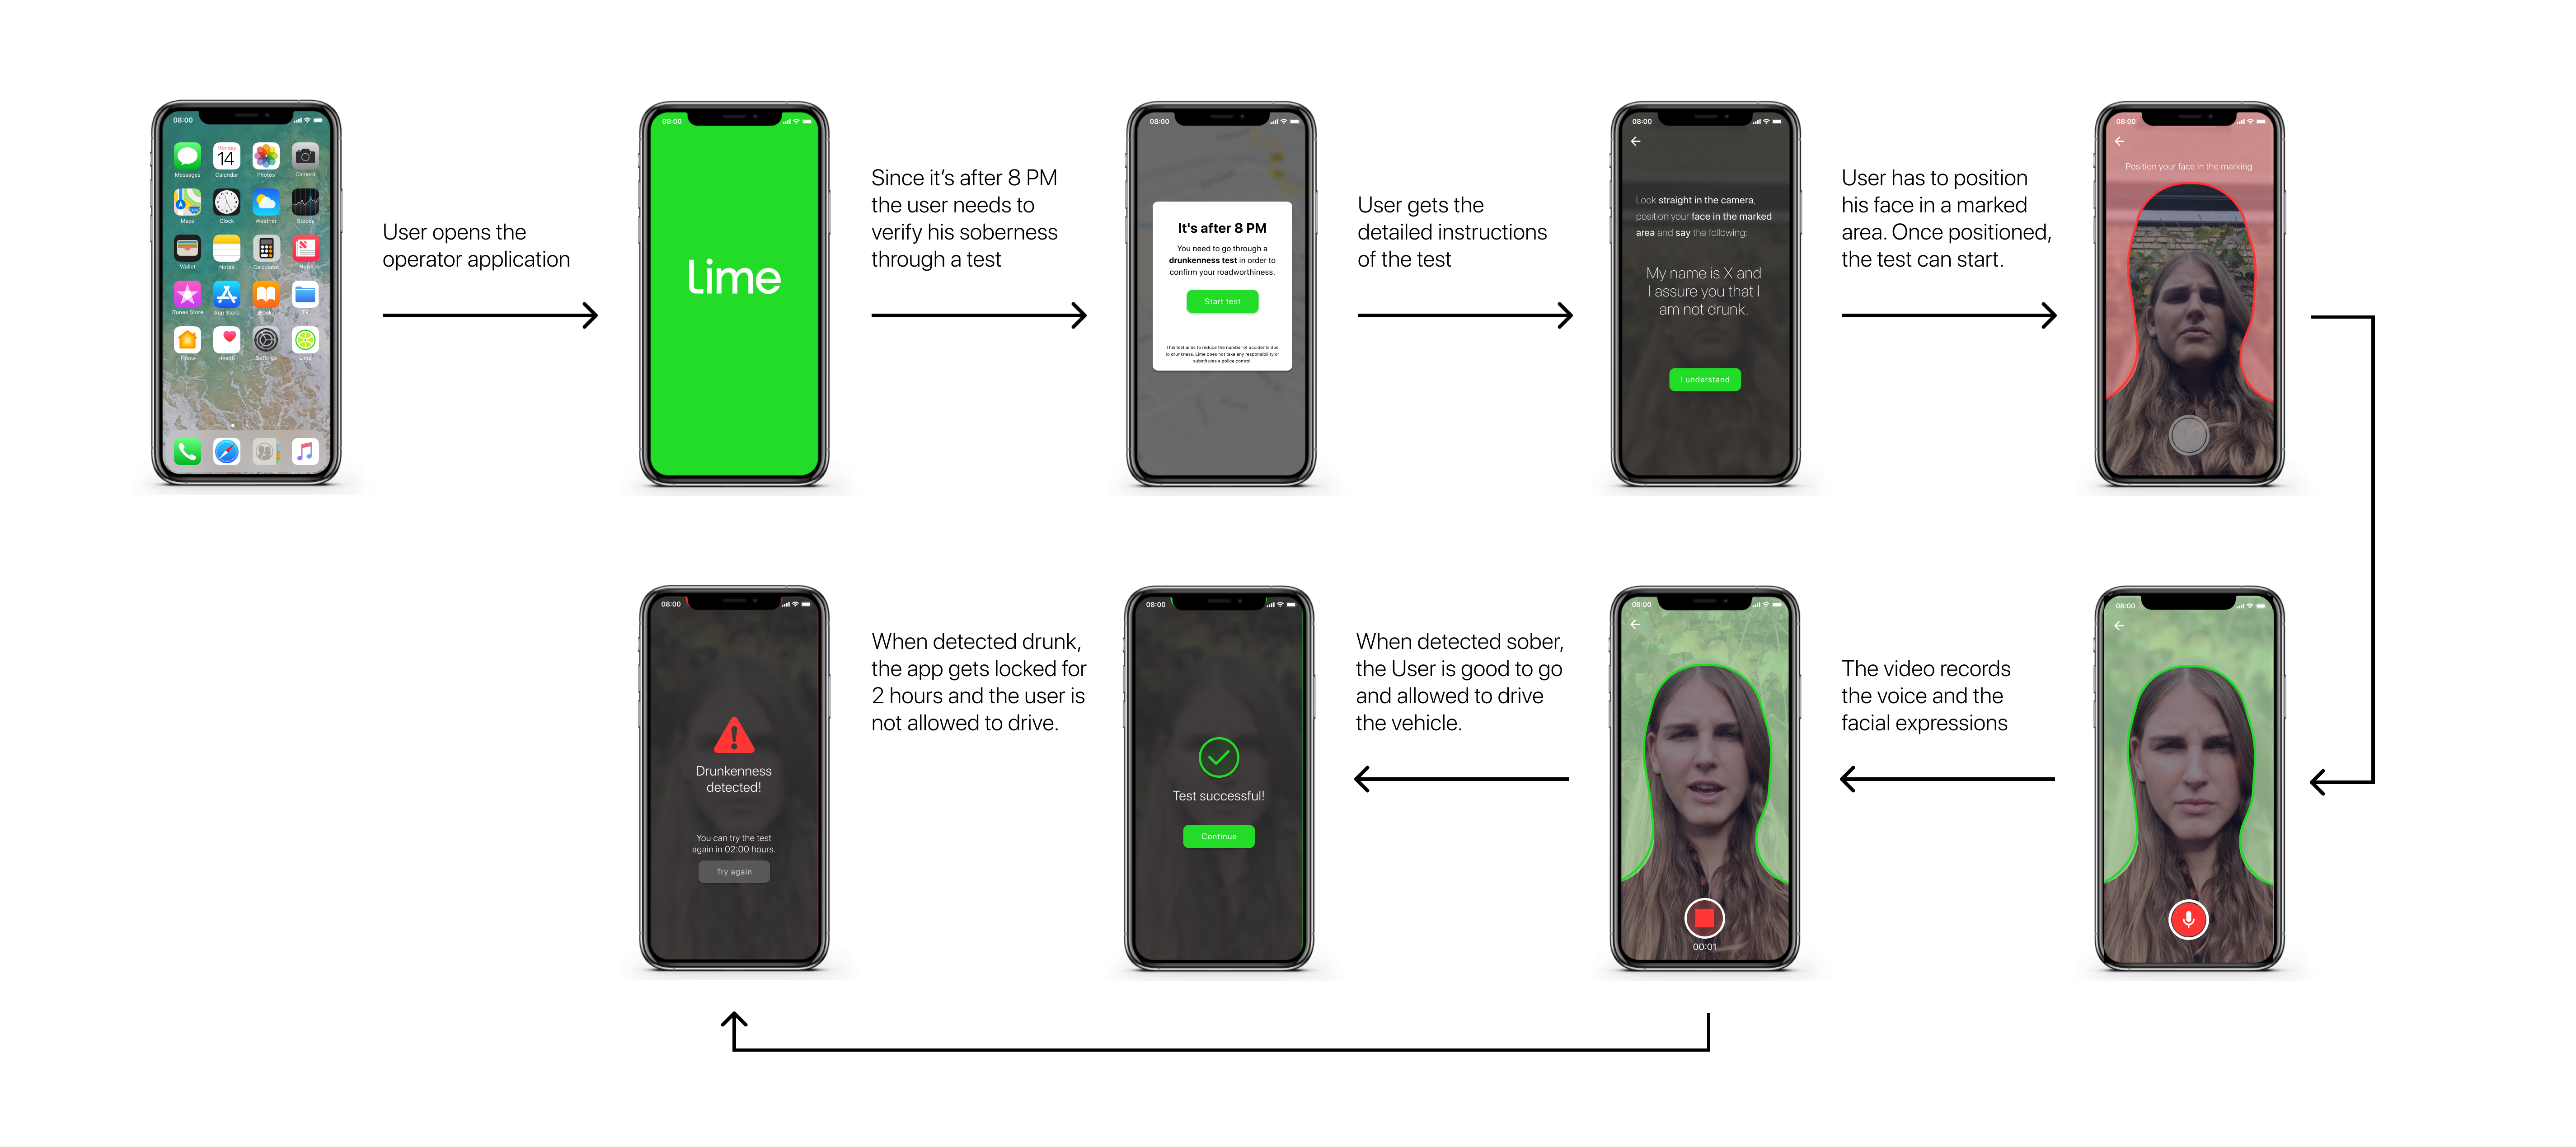 08:00
Monday
14
Messages
Calendar
Photos
Camera
Maps
Clock
Weather
Stocks
Wallet
Notes
Calculator
News
iTunes Store
App Store
Books
TV
Home
Health
Settings
Lime
User opens the
operator application
08:00
Lime
Since it’s after 8 PM
the user needs to
verify his soberness
through a test
08:00
It's after 8 PM
You need to go through a
drunkenness test in order to
confirm your roadworthiness.
Start test
This test aims to reduce the number of accidents due
to drunkness. Lime does not take any responsibility or
substitutes a police control.
User gets the
detailed instructions
of the test
08:00
Look straight in the camera,
position your face in the marked
area and say the following:
My name is X and
I assure you that I
am not drunk.
I understand
User has to position
his face in a marked
area. Once positioned,
the test can start.
08:00
Position your face in the marking
08:00
The video records
the voice and the
facial expressions
08:00
00:01
When detected sober,
the User is good to go
and allowed to drive
the vehicle.
08:00
Test successful!
Continue
When detected drunk,
the app gets locked for
2 hours and the user is
not allowed to drive.
08:00
Drunkenness
detected!
You can try the test
again in 02:00 hours.
Try again